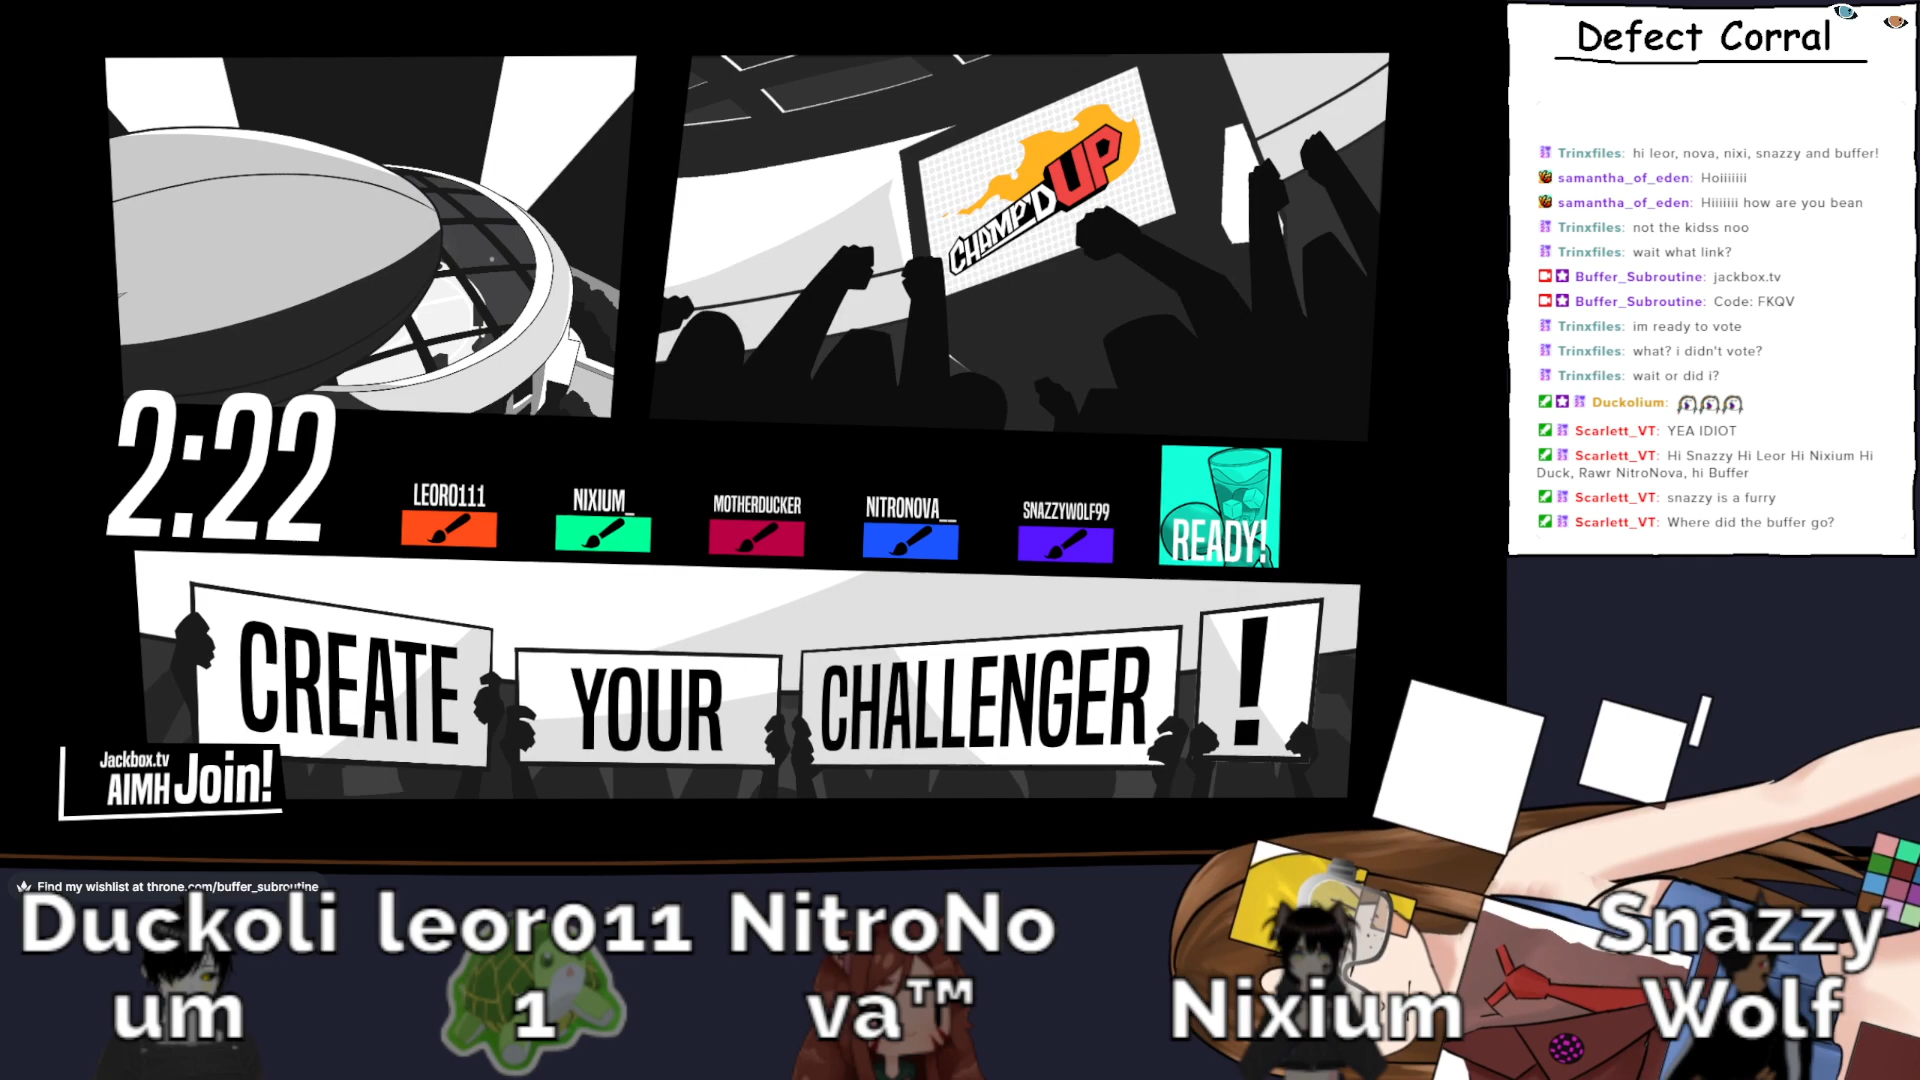 CHAMP'D UP
2:22
LEORO111
NIXIUM_
MOTHERDUCKER
NITRONOVA__
SNAZZYWOLF99
READY!
CREATE
YOUR
CHALLENGER
!
Jackbox.tv
AIMH Join!
Defect Corral
Trinxfiles: hi leor, nova, nixi, snazzy and buffer!
samantha_of_eden: Hoiiiiiii
samantha_of_eden: Hiiiiiii how are you bean
Trinxfiles: not the kidss noo
Trinxfiles: wait what link?
Buffer_Subroutine: jackbox.tv
Buffer_Subroutine: Code: FKQV
Trinxfiles: im ready to vote
Trinxfiles: what? i didn't vote?
Trinxfiles: wait or did i?
Duckolium:
Scarlett_VT: YEA IDIOT
Scarlett_VT: Hi Snazzy Hi Leor Hi Nixium Hi
Duck, Rawr NitroNova, hi Buffer
Scarlett_VT: snazzy is a furry
Scarlett_VT: Where did the buffer go?
Find my wishlist at throne.com/buffer_subroutine
Duckoli
um
leor011
1
NitroNo
va™
Nixium
Snazzy
Wolf